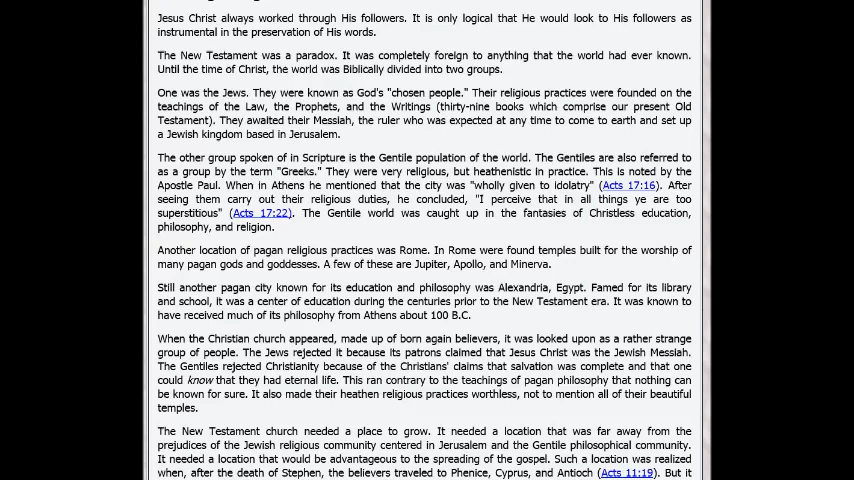 Jesus Christ always worked through His followers. It is only logical that He would look to His followers as
instrumental in the preservation of His words.
The New Testament was a paradox. It was completely foreign to anything that the world had ever known.
Until the time of Christ, the world was Biblically divided into two groups.
One was the Jews. They were known as God's "chosen people." Their religious practices were founded on the
teachings of the Law, the Prophets, and the Writings (thirty-nine books which comprise our present Old
Testament). They awaited their Messiah, the ruler who was expected at any time to come to earth and set up
a Jewish kingdom based in Jerusalem.
The other group spoken of in Scripture is the Gentile population of the world. The Gentiles are also referred to
as a group by the term "Greeks." They were very religious, but heathenistic in practice. This is noted by the
Apostle Paul. When in Athens he mentioned that the city was "wholly given to idolatry" (Acts 17:16). After
seeing them carry out their religious duties, he concluded, "I perceive that in all things ye are too
superstitious" (Acts 17:22). The Gentile world was caught up in the fantasies of Christless education,
philosophy, and religion.
Another location of pagan religious practices was Rome. In Rome were found temples built for the worship of
many pagan gods and goddesses. A few of these are Jupiter, Apollo, and Minerva.
Still another pagan city known for its education and philosophy was Alexandria, Egypt. Famed for its library
and school, it was a center of education during the centuries prior to the New Testament era. It was known to
have received much of its philosophy from Athens about 100 B.C.
When the Christian church appeared, made up of born again believers, it was looked upon as a rather strange
group of people. The Jews rejected it because its patrons claimed that Jesus Christ was the Jewish Messiah.
The Gentiles rejected Christianity because of the Christians' claims that salvation was complete and that one
could know that they had eternal life. This ran contrary to the teachings of pagan philosophy that nothing can
be known for sure. It also made their heathen religious practices worthless, not to mention all of their beautiful
temples.
The New Testament church needed a place to grow. It needed a location that was far away from the
prejudices of the Jewish religious community centered in Jerusalem and the Gentile philosophical community.
It needed a location that would be advantageous to the spreading of the gospel. Such a location was realized
when, after the death of Stephen, the believers traveled to Phenice, Cyprus, and Antioch (Acts 11:19). But it